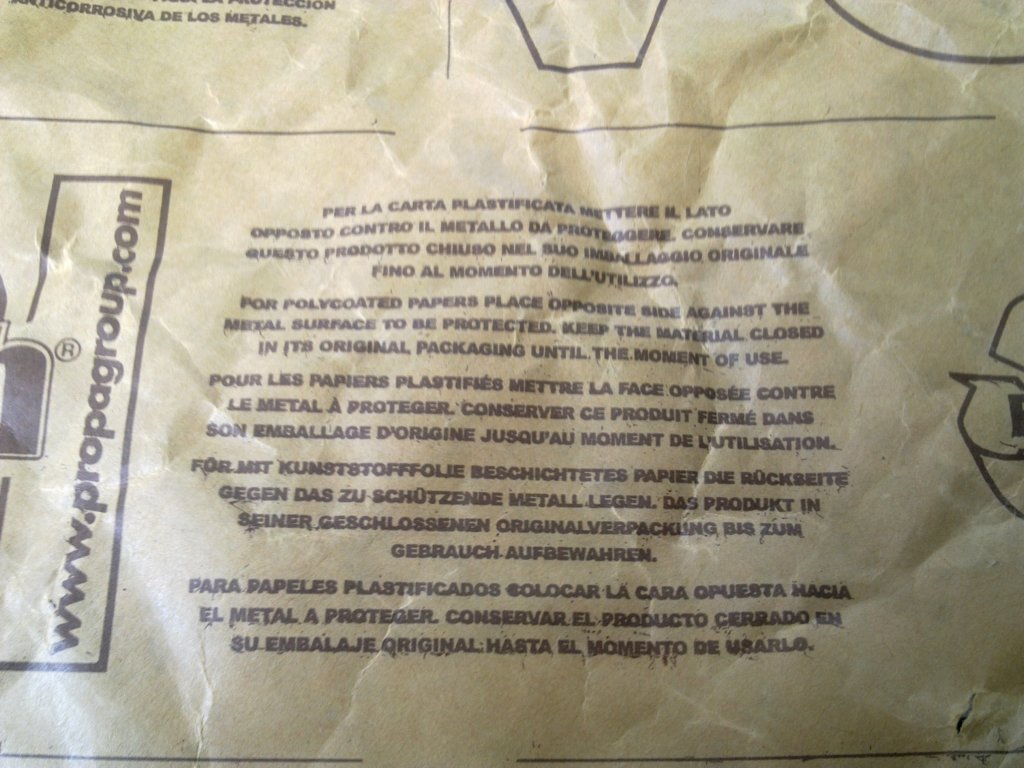 PROTECCIÓN
ANTICORROSIVA DE LOS METALES.
www.propagroup.com
®
PER LA CARTA PLASTIFICATA METTERE IL LATO
OPPOSTO CONTRO IL METALLO DA PROTEGGERE. CONSERVARE
QUESTO PRODOTTO CHIUSO NEL SUO IMBALLAGGIO ORIGINALE
FINO AL MOMENTO DELL'UTILIZZO.
FOR POLYCOATED PAPERS PLACE OPPOSITE SIDE AGAINST THE
METAL SURFACE TO BE PROTECTED. KEEP THE MATERIAL CLOSED
IN ITS ORIGINAL PACKAGING UNTIL THE MOMENT OF USE.
POUR LES PAPIERS PLASTIFIÉS METTRE LA FACE OPPOSÉE CONTRE
LE METAL À PROTEGER. CONSERVER CE PRODUIT FERMÉ DANS
SON EMBALLAGE D'ORIGINE JUSQU'AU MOMENT DE L'UTILISATION.
FÜR MIT KUNSTSTOFFFOLIE BESCHICHTETES PAPIER DIE RÜCKSEITE
GEGEN DAS ZU SCHÜTZENDE METALL LEGEN. DAS PRODUKT IN
SEINER GESCHLOSSENEN ORIGINALVERPACKUNG BIS ZUM
GEBRAUCH AUFBEWAHREN.
PARA PAPELES PLASTIFICADOS COLOCAR LA CARA OPUESTA HACIA
EL METAL A PROTEGER. CONSERVAR EL PRODUCTO CERRADO EN
SU EMBALAJE ORIGINAL HASTA EL MOMENTO DE USARLO.